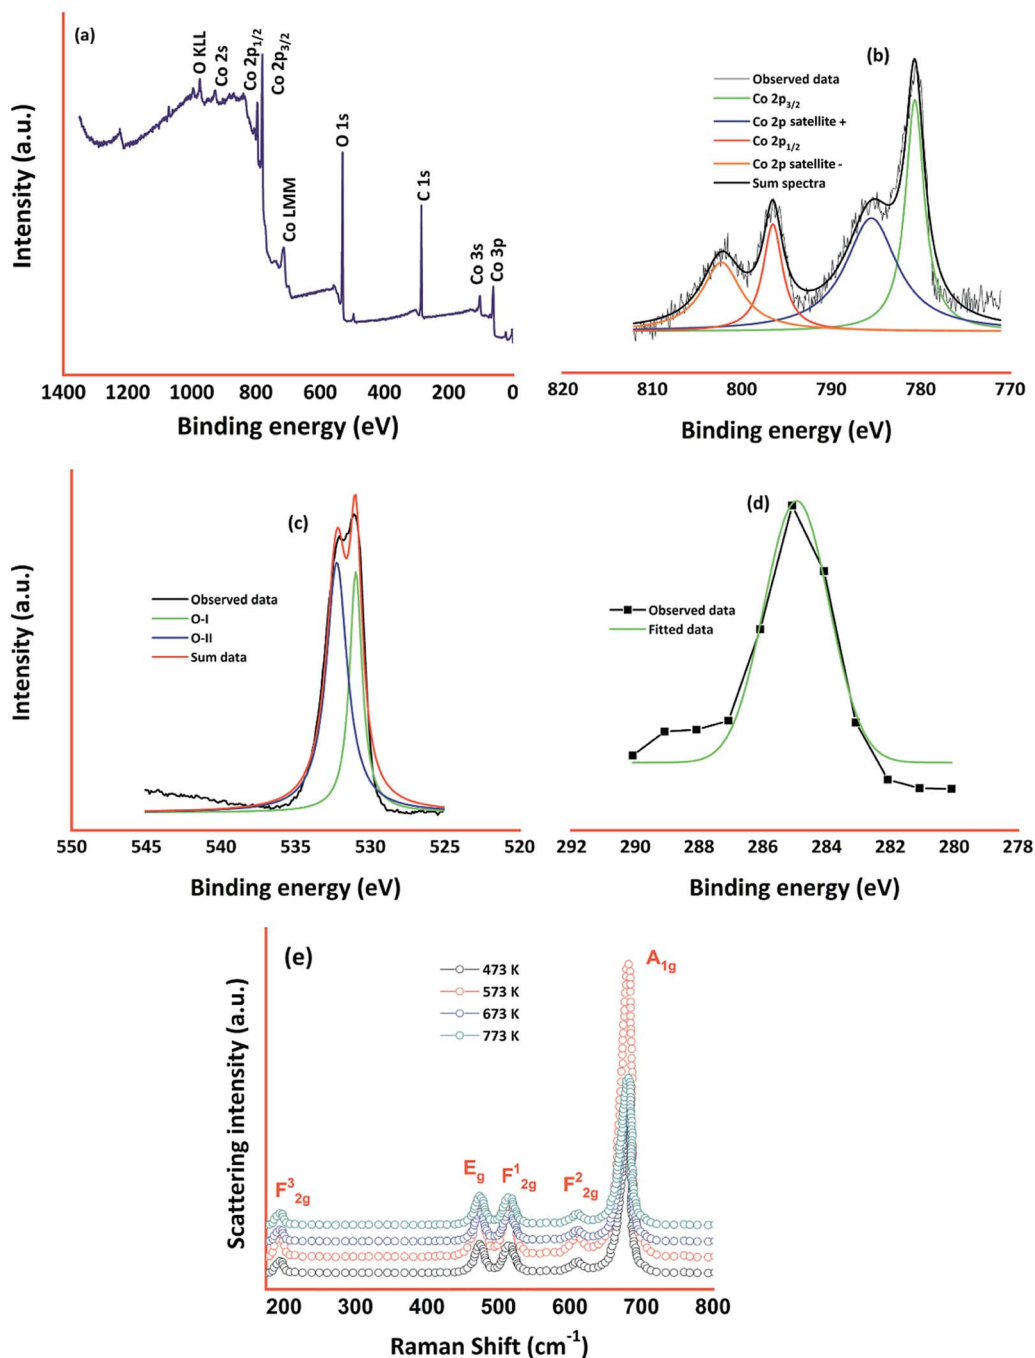 (a)
O KLL
Co 2s
Co 2p1/2
Co 2p3/2
Co LMM
O 1s
C 1s
Co 3s
Co 3p
Intensity (a.u.)
1400 1200 1000 800 600 400 200 0
Binding energy (eV)
(b)
Observed data
Co 2p3/2
Co 2p satellite +
Co 2p1/2
Co 2p satellite -
Sum spectra
820 810 800 790 780 770
Binding energy (eV)
(c)
Observed data
O-I
O-II
Sum data
Intensity (a.u.)
550 545 540 535 530 525 520
Binding energy (eV)
(d)
Observed data
Fitted data
292 290 288 286 284 282 280 278
Binding energy (eV)
(e)
473 K
573 K
673 K
773 K
A1g
F³2g
Eg
F¹2g
F²2g
Scattering intensity (a.u.)
200 300 400 500 600 700 800
Raman Shift (cm⁻¹)